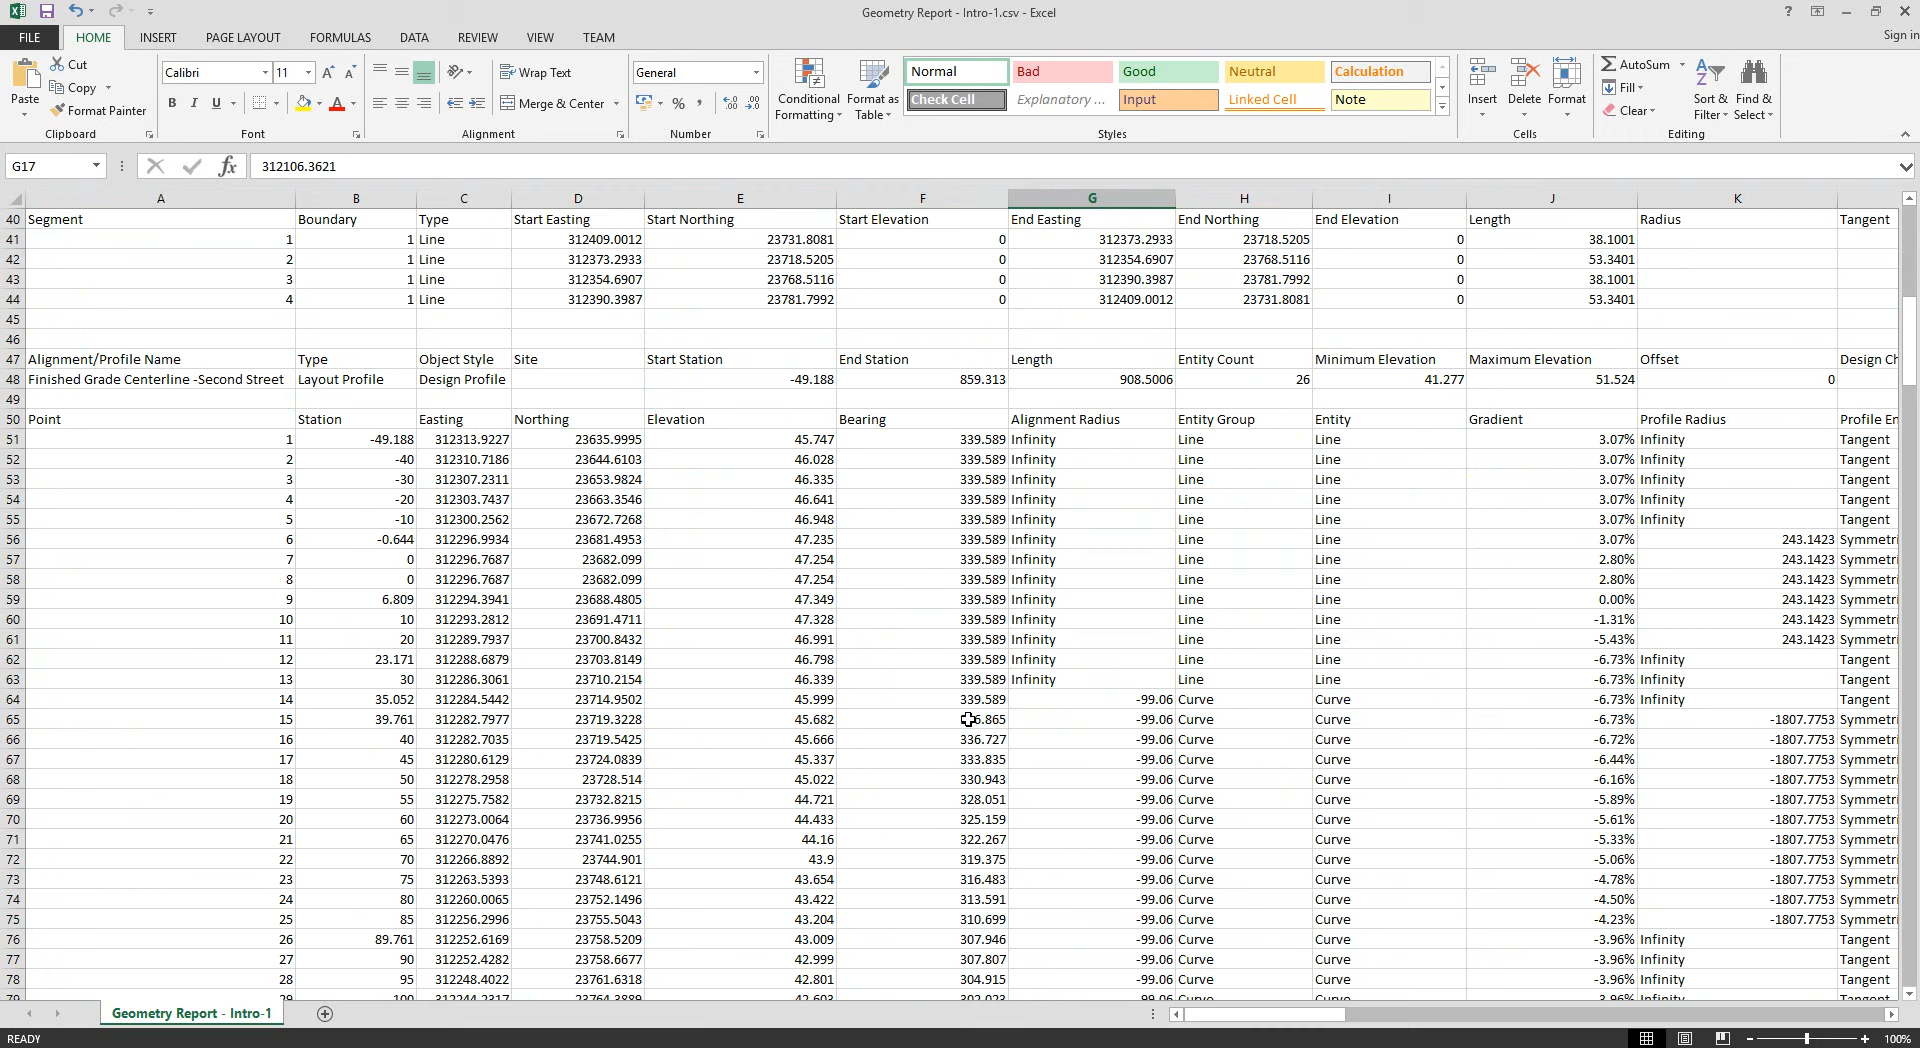 Geometry Report - Intro-1.csv - Excel
Sign in
FILE HOME INSERT PAGE LAYOUT FORMULAS DATA REVIEW VIEW TEAM
Cut Calibri 11 Wrap Text General Normal Bad Good Neutral Calculation AutoSum
Paste Copy Format Painter Merge & Center Conditional Formatting Format as Table Check Cell Explanatory ... Input Linked Cell Note Insert Delete Format Fill Clear Sort & Filter Find & Select
Clipboard Font Alignment Number Styles Cells Editing
G17 fx 312106.3621
A B C D E F G H I J K
40 Segment Boundary Type Start Easting Start Northing Start Elevation End Easting End Northing End Elevation Length Radius Tangent
41 1 1 Line 312409.0012 23731.8081 0 312373.2933 23718.5205 0 38.1001
42 2 1 Line 312373.2933 23718.5205 0 312354.6907 23768.5116 0 53.3401
43 3 1 Line 312354.6907 23768.5116 0 312390.3987 23781.7992 0 38.1001
44 4 1 Line 312390.3987 23781.7992 0 312409.0012 23731.8081 0 53.3401
45
46
47 Alignment/Profile Name Type Object Style Site Start Station End Station Length Entity Count Minimum Elevation Maximum Elevation Offset Design Ch
48 Finished Grade Centerline -Second Street Layout Profile Design Profile -49.188 859.313 908.5006 26 41.277 51.524 0
49
50 Point Station Easting Northing Elevation Bearing Alignment Radius Entity Group Entity Gradient Profile Radius Profile En
51 1 -49.188 312313.9227 23635.9995 45.747 339.589 Infinity Line Line 3.07% Infinity Tangent
52 2 -40 312310.7186 23644.6103 46.028 339.589 Infinity Line Line 3.07% Infinity Tangent
53 3 -30 312307.2311 23653.9824 46.335 339.589 Infinity Line Line 3.07% Infinity Tangent
54 4 -20 312303.7437 23663.3546 46.641 339.589 Infinity Line Line 3.07% Infinity Tangent
55 5 -10 312300.2562 23672.7268 46.948 339.589 Infinity Line Line 3.07% Infinity Tangent
56 6 -0.644 312296.9934 23681.4953 47.235 339.589 Infinity Line Line 3.07% 243.1423 Symmetri
57 7 0 312296.7687 23682.099 47.254 339.589 Infinity Line Line 2.80% 243.1423 Symmetri
58 8 0 312296.7687 23682.099 47.254 339.589 Infinity Line Line 2.80% 243.1423 Symmetri
59 9 6.809 312294.3941 23688.4805 47.349 339.589 Infinity Line Line 0.00% 243.1423 Symmetri
60 10 10 312293.2812 23691.4711 47.328 339.589 Infinity Line Line -1.31% 243.1423 Symmetri
61 11 20 312289.7937 23700.8432 46.991 339.589 Infinity Line Line -5.43% 243.1423 Symmetri
62 12 23.171 312288.6879 23703.8149 46.798 339.589 Infinity Line Line -6.73% Infinity Tangent
63 13 30 312286.3061 23710.2154 46.339 339.589 Infinity Line Line -6.73% Infinity Tangent
64 14 35.052 312284.5442 23714.9502 45.999 339.589 -99.06 Curve Curve -6.73% Infinity Tangent
65 15 39.761 312282.7977 23719.3228 45.682 -99.06 Curve Curve -6.73% -1807.7753 Symmetri
66 16 40 312282.7035 23719.5425 45.666 336.727 -99.06 Curve Curve -6.72% -1807.7753 Symmetri
67 17 45 312280.6129 23724.0839 45.337 333.835 -99.06 Curve Curve -6.44% -1807.7753 Symmetri
68 18 50 312278.2958 23728.514 45.022 330.943 -99.06 Curve Curve -6.16% -1807.7753 Symmetri
69 19 55 312275.7582 23732.8215 44.721 328.051 -99.06 Curve Curve -5.89% -1807.7753 Symmetri
70 20 60 312273.0064 23736.9956 44.433 325.159 -99.06 Curve Curve -5.61% -1807.7753 Symmetri
71 21 65 312270.0476 23741.0255 44.16 322.267 -99.06 Curve Curve -5.33% -1807.7753 Symmetri
72 22 70 312266.8892 23744.901 43.9 319.375 -99.06 Curve Curve -5.06% -1807.7753 Symmetri
73 23 75 312263.5393 23748.6121 43.654 316.483 -99.06 Curve Curve -4.78% -1807.7753 Symmetri
74 24 80 312260.0065 23752.1496 43.422 313.591 -99.06 Curve Curve -4.50% -1807.7753 Symmetri
75 25 85 312256.2996 23755.5043 43.204 310.699 -99.06 Curve Curve -4.23% -1807.7753 Symmetri
76 26 89.761 312252.6169 23758.5209 43.009 307.946 -99.06 Curve Curve -3.96% Infinity Tangent
77 27 90 312252.4282 23758.6677 42.999 307.807 -99.06 Curve Curve -3.96% Infinity Tangent
78 28 95 312248.4022 23761.6318 42.801 304.915 -99.06 Curve Curve -3.96% Infinity Tangent
Geometry Report - Intro-1
READY 100%